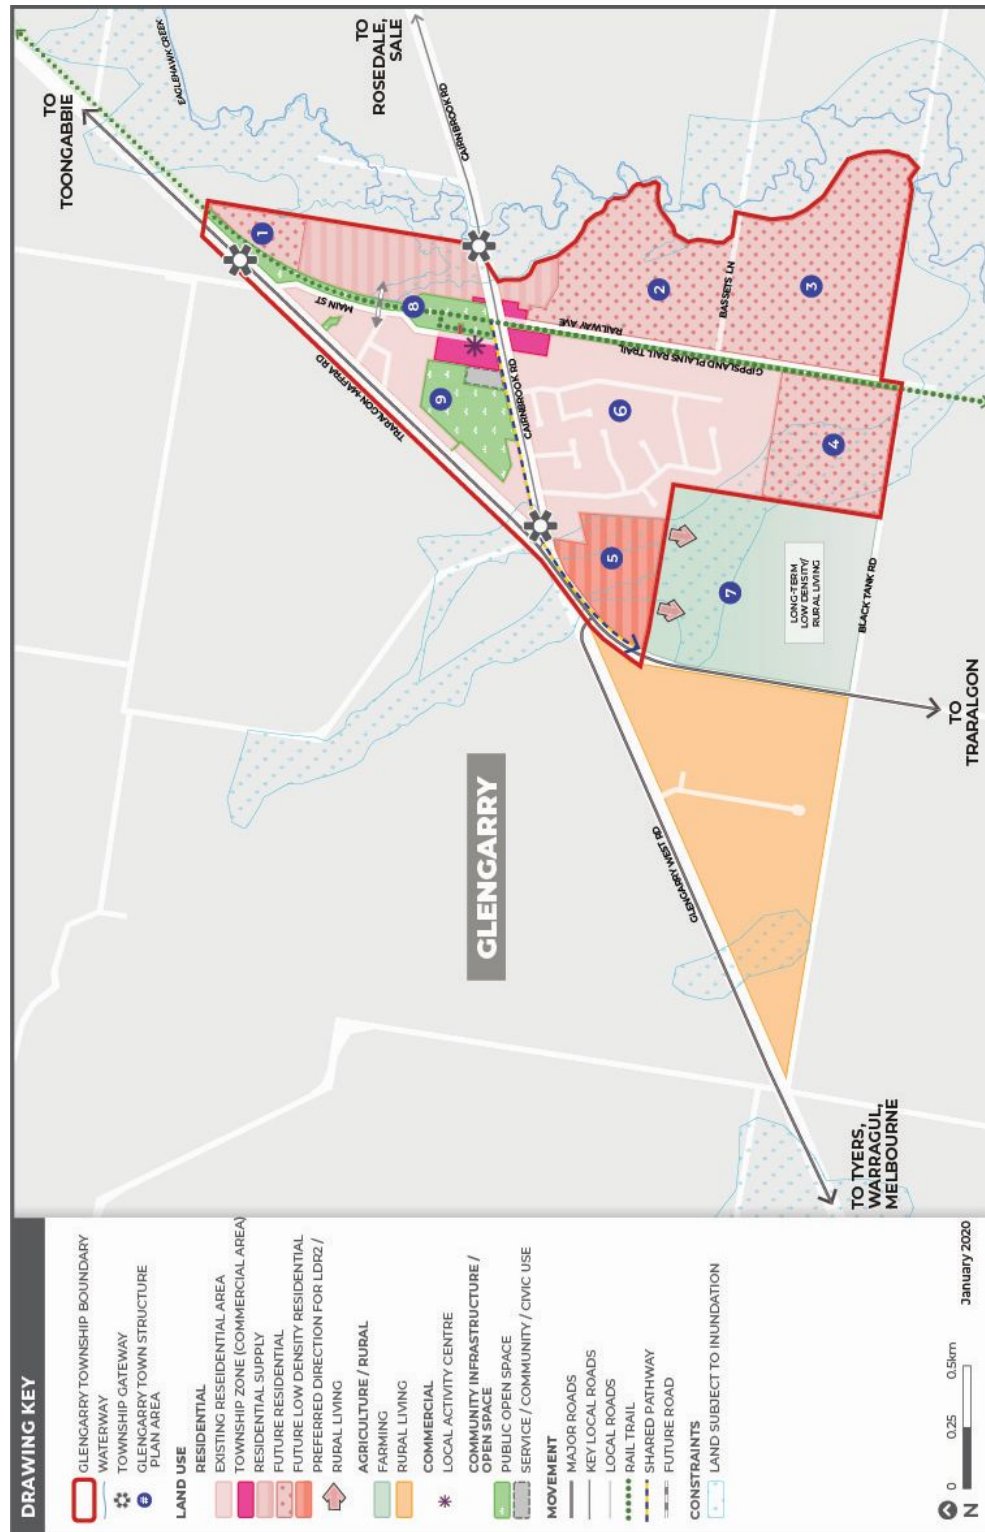 DRAWING KEY
GLENGARRY TOWNSHIP BOUNDARY
WATERWAY
TOWNSHIP GATEWAY
#
GLENGARRY TOWN STRUCTURE
PLAN AREA
LAND USE
RESIDENTIAL
EXISTING RESEDENTIAL AREA
TOWNSHIP ZONE (COMMERCIAL AREA)
RESIDENTIAL SUPPLY
FUTURE RESIDENTIAL
FUTURE LOW DENSITY RESIDENTIAL
PREFERRED DIRECTION FOR LDR2 /
RURAL LIVING
AGRICULTURE / RURAL
FARMING
RURAL LIVING
COMMERCIAL
LOCAL ACTIVITY CENTRE
COMMUNITY INFRASTRUCTURE /
OPEN SPACE
PUBLIC OPEN SPACE
SERVICE / COMMUNITY / CIVIC USE
MOVEMENT
MAJOR ROADS
KEY LOCAL ROADS
LOCAL ROADS
RAIL TRAIL
SHARED PATHWAY
FUTURE ROAD
CONSTRAINTS
LAND SUBJECT TO INUNDATION
N
0 0.25 0.5km
January 2020
TO
TOONGABBIE
EAGLEHAWK CREEK
TO
ROSEDALE,
SALE
CAIRNBROOK RD
1
MAIN ST
8
TRARALGON-MAFFRA RD
9
CAIRNBROOK RD
RAILWAY AVE
GIPPSLAND PLAINS RAIL TRAIL
2
BASSETS LN
3
6
4
5
7
LONG-TERM
LOW DENSITY/
RURAL LIVING
BLACK TANK RD
GLENGARRY
GLENGARRY WEST RD
TO
TRARALGON
TO TYERS,
WARRAGUL,
MELBOURNE